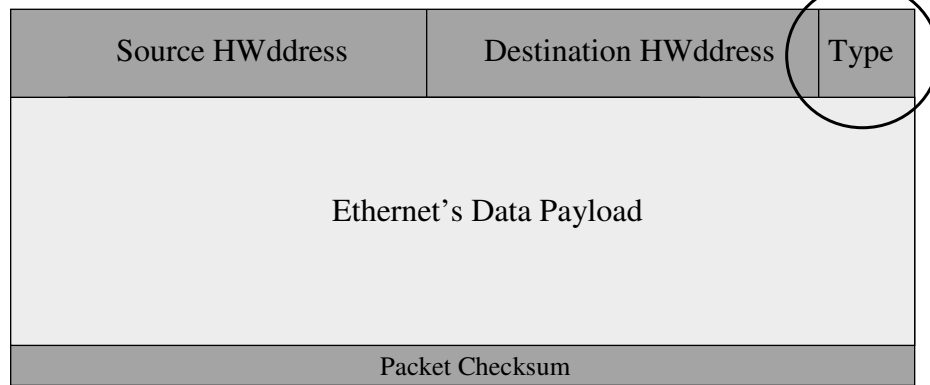 Source HWddress Destination HWddress Type
Ethernet’s Data Payload
Packet Checksum